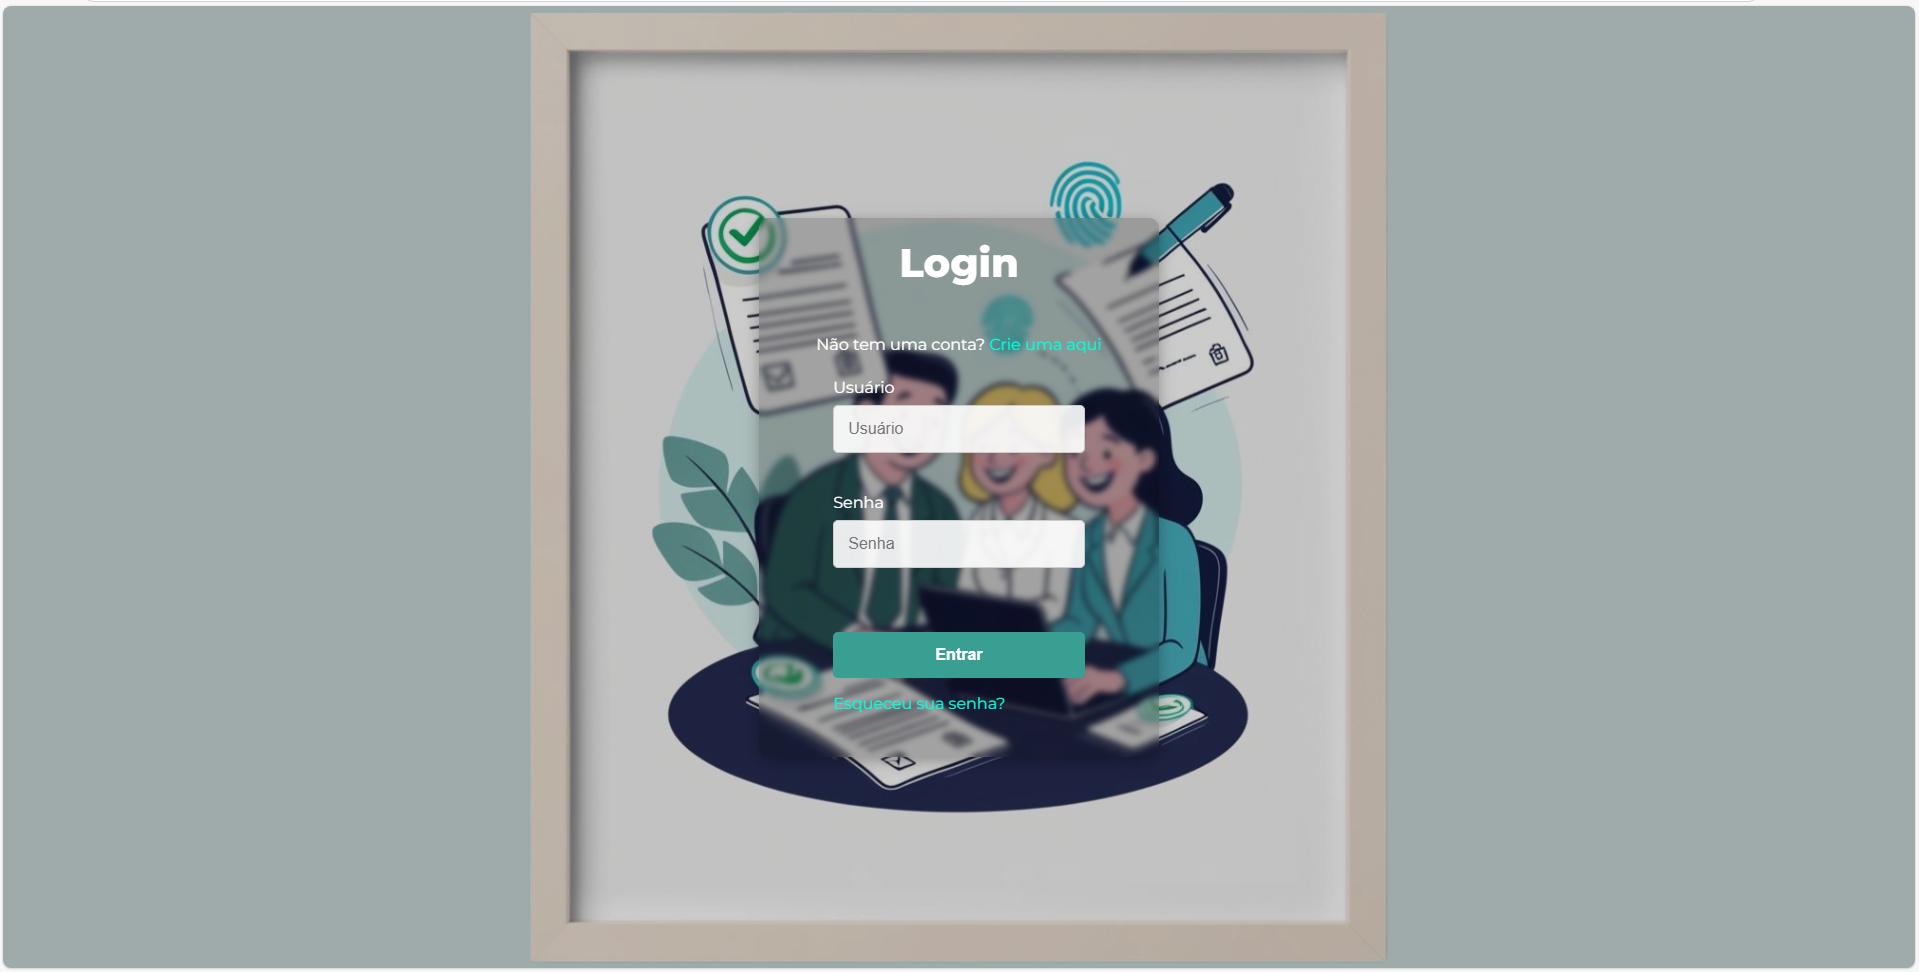 Login
Não tem uma conta? Crie uma aqui
Usuário
Usuário
Senha
Senha
Entrar
Esqueceu sua senha?